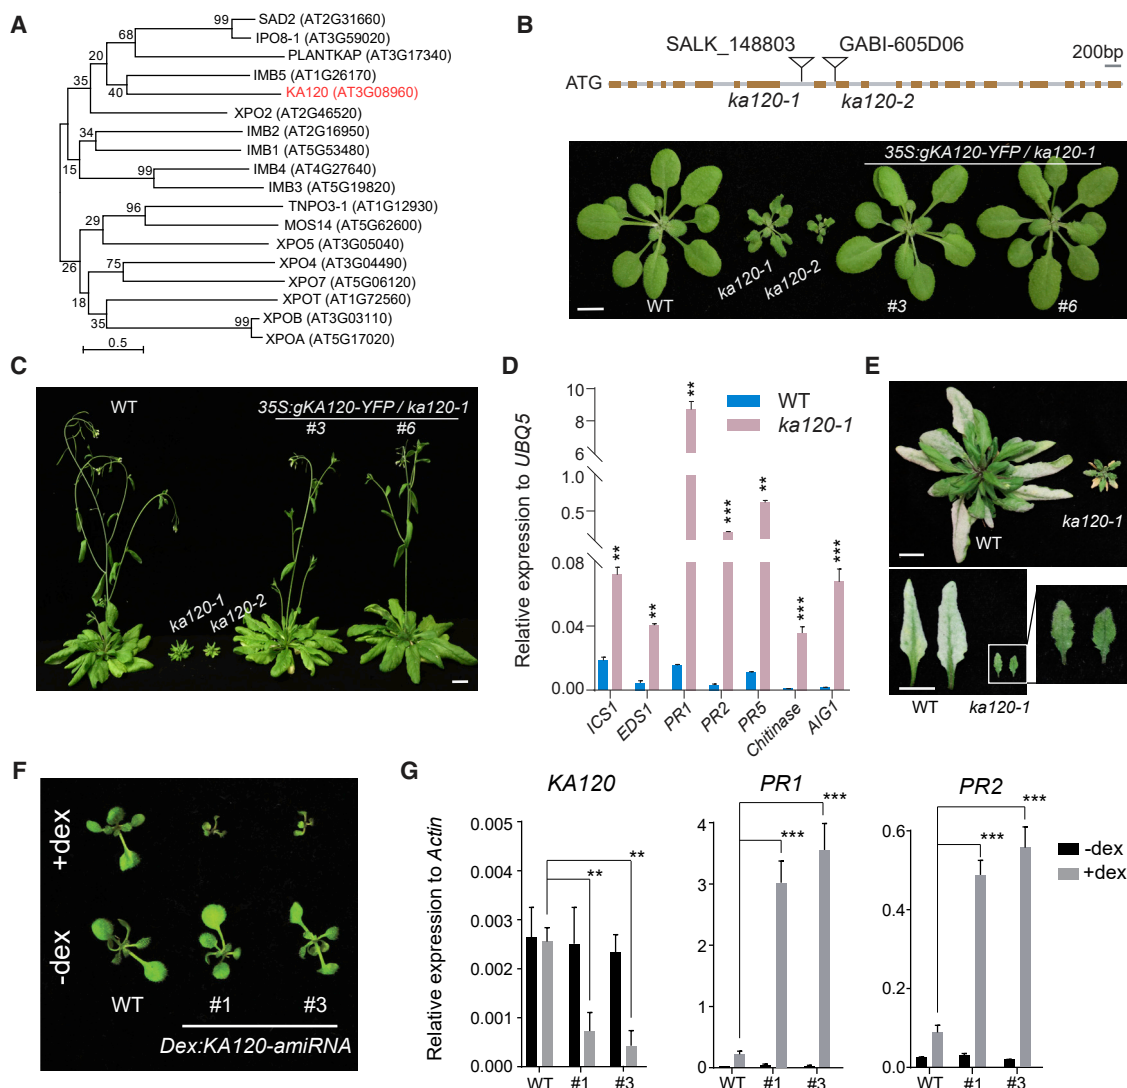 A
SAD2 (AT2G31660)
IPO8-1 (AT3G59020)
PLANTKAP (AT3G17340)
IMB5 (AT1G26170)
KA120 (AT3G08960)
XPO2 (AT2G46520)
IMB2 (AT2G16950)
IMB1 (AT5G53480)
IMB4 (AT4G27640)
IMB3 (AT5G19820)
TNPO3-1 (AT1G12930)
MOS14 (AT5G62600)
XPO5 (AT3G05040)
XPO4 (AT3G04490)
XPO7 (AT5G06120)
XPOT (AT1G72560)
XPOB (AT3G03110)
XPOA (AT5G17020)
99
68
20
40
35
34
15
99
96
29
26
75
18
35
99
0.5
B
SALK_148803
GABI-605D06
200bp
ATG
ka120-1
ka120-2
35S:gKA120-YFP / ka120-1
WT
ka120-1
ka120-2
#3
#6
C
WT
35S:gKA120-YFP / ka120-1
#3
#6
ka120-1
ka120-2
D
Relative expression to UBQ5
10
8
6
1.0
0.5
0.08
0.04
0.00
WT
ka120-1
**
**
**
***
**
***
***
ICS1
EDS1
PR1
PR2
PR5
Chitinase
AIG1
E
ka120-1
WT
WT
ka120-1
F
+dex
-dex
WT
#1
#3
Dex:KA120-amiRNA
G
Relative expression to Actin
KA120
0.005
0.004
0.003
0.002
0.001
0.000
**
**
WT
#1
#3
PR1
4
3
2
1
0
***
***
WT
#1
#3
PR2
0.6
0.4
0.2
0.0
***
***
WT
#1
#3
-dex
+dex